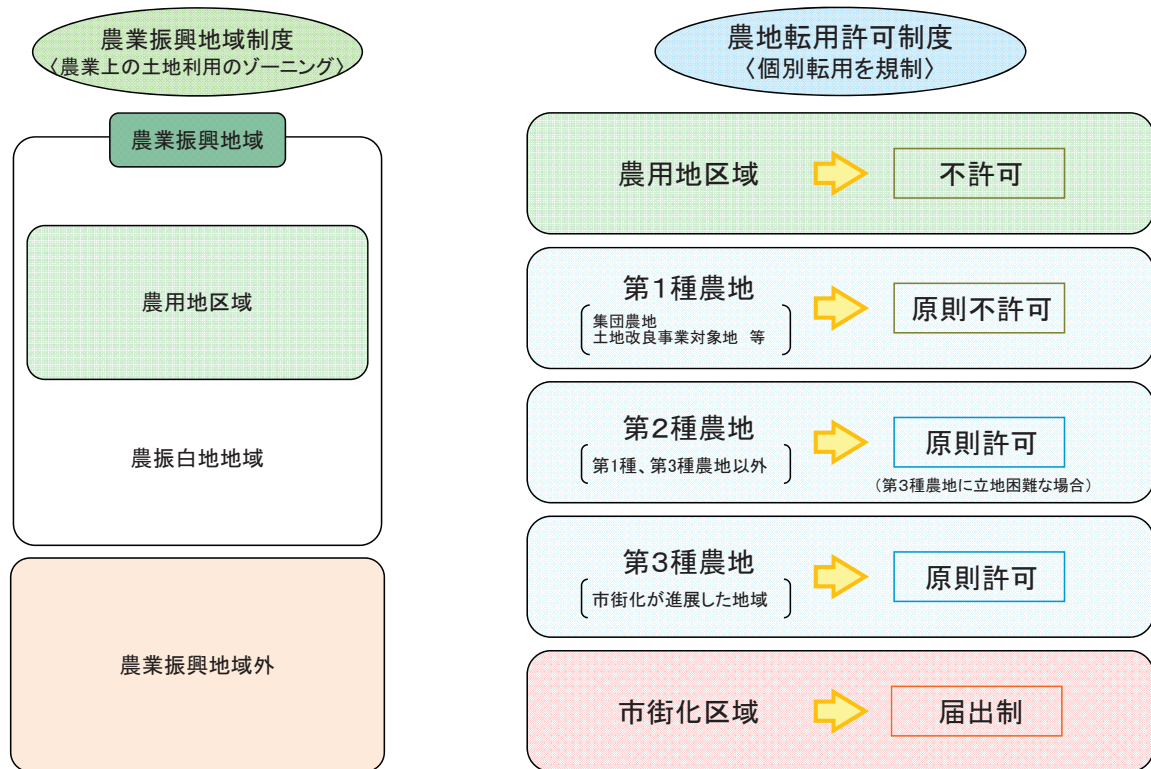 農業振興地域制度
〈農業上の土地利用のゾーニング〉
農業振興地域
農用地区域
農振白地地域
農業振興地域外
農地転用許可制度
〈個別転用を規制〉
農用地区域
不許可
第1種農地
集団農地
土地改良事業対象地 等
原則不許可
第2種農地
第1種、第3種農地以外
原則許可
(第3種農地に立地困難な場合)
第3種農地
市街化が進展した地域
原則許可
市街化区域
届出制